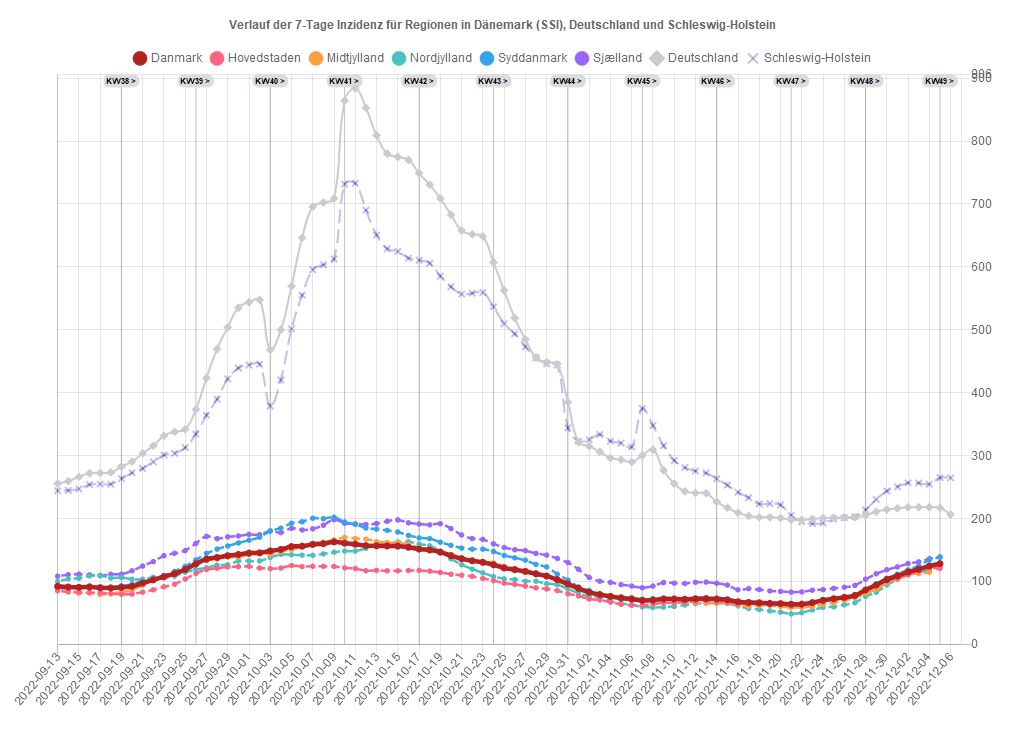 Verlauf der 7-Tage Inzidenz für Regionen in Dänemark (SSI), Deutschland und Schleswig-Holstein
Danmark Hovedstaden Midtjylland Nordjylland Syddanmark Sjælland Deutschland Schleswig-Holstein
KW38 > KW39 > KW40 > KW41 > KW42 > KW43 > KW44 > KW45 > KW46 > KW47 > KW48 > KW49 >
906
900
800
700
600
500
400
300
200
100
0
2022-09-13 2022-09-15 2022-09-17 2022-09-19 2022-09-21 2022-09-23 2022-09-25 2022-09-27 2022-09-29 2022-10-01 2022-10-03 2022-10-05 2022-10-07 2022-10-09 2022-10-11 2022-10-13 2022-10-15 2022-10-17 2022-10-19 2022-10-21 2022-10-23 2022-10-25 2022-10-27 2022-10-29 2022-10-31 2022-11-02 2022-11-04 2022-11-06 2022-11-08 2022-11-10 2022-11-12 2022-11-14 2022-11-16 2022-11-18 2022-11-20 2022-11-22 2022-11-24 2022-11-26 2022-11-28 2022-11-30 2022-12-02 2022-12-04 2022-12-06